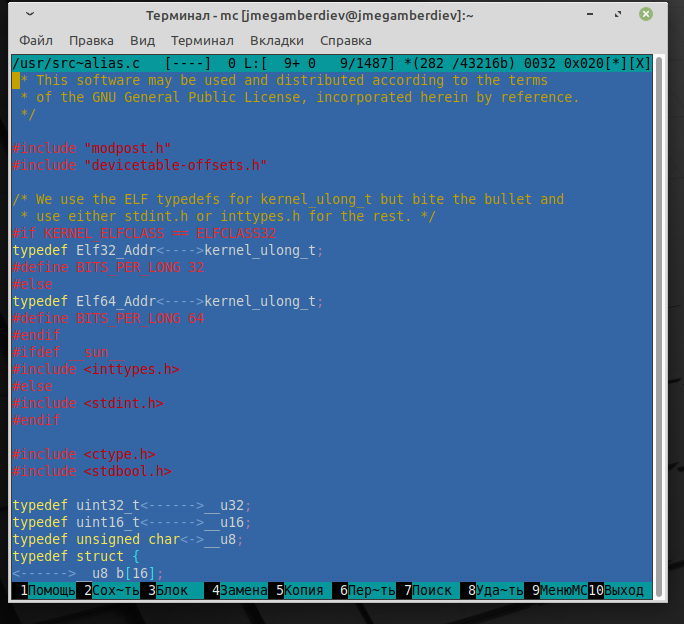 Терминал - mc [jmegamberdiev@jmegamberdiev]:~
Файл Правка Вид Терминал Вкладки Справка
/usr/src~alias.c [----] 0 L:[ 9+ 0 9/1487] *(282 /43216b) 0032 0x020[*][X]
* This software may be used and distributed according to the terms
* of the GNU General Public License, incorporated herein by reference.
*/
#include "modpost.h"
#include "devicetable-offsets.h"
/* We use the ELF typedefs for kernel_ulong_t but bite the bullet and
* use either stdint.h or inttypes.h for the rest. */
#if KERNEL_ELFCLASS == ELFCLASS32
typedef Elf32_Addr<---->kernel_ulong_t;
#define BITS_PER_LONG 32
#else
typedef Elf64_Addr<---->kernel_ulong_t;
#define BITS_PER_LONG 64
#endif
#ifdef __sun__
#include <inttypes.h>
#else
#include <stdint.h>
#endif
#include <ctype.h>
#include <stdbool.h>
typedef uint32_t<------>__u32;
typedef uint16_t<------>__u16;
typedef unsigned char<->__u8;
typedef struct {
<------>__u8 b[16];
1Помощь 2Сох~ть 3Блок 4Замена 5Копия 6Пер~ть 7Поиск 8Уда~ть 9МенюMC 10Выход